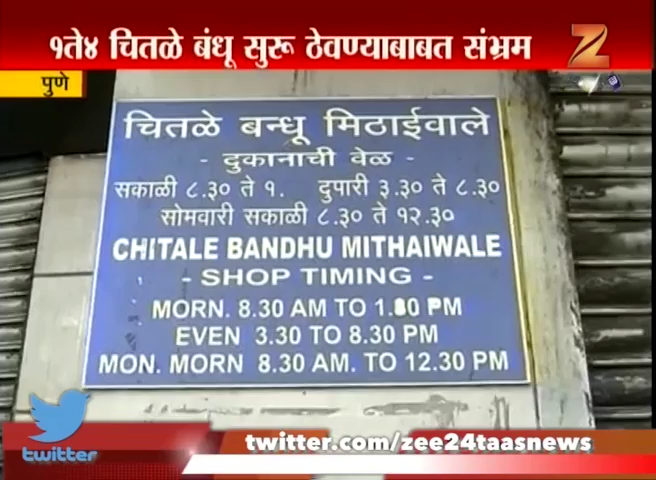 १ते४ चितळे बंधू सुरू ठेवण्याबाबत संभ्रम
पुणे
चितळे बन्धू मिठाईवाले
- दुकानाची वेळ -
सकाळी ८.३० ते १. दुपारी ३.३० ते ८.३०
सोमवारी सकाळी ८.३० ते १२.३०
CHITALE BANDHU MITHAIWALE
- SHOP TIMING -
MORN. 8.30 AM TO 1. PM
EVEN 3.30 TO 8.30 PM
MON. MORN 8.30 AM. TO 12.30 PM
twitter
twitter.com/zee24taasnews